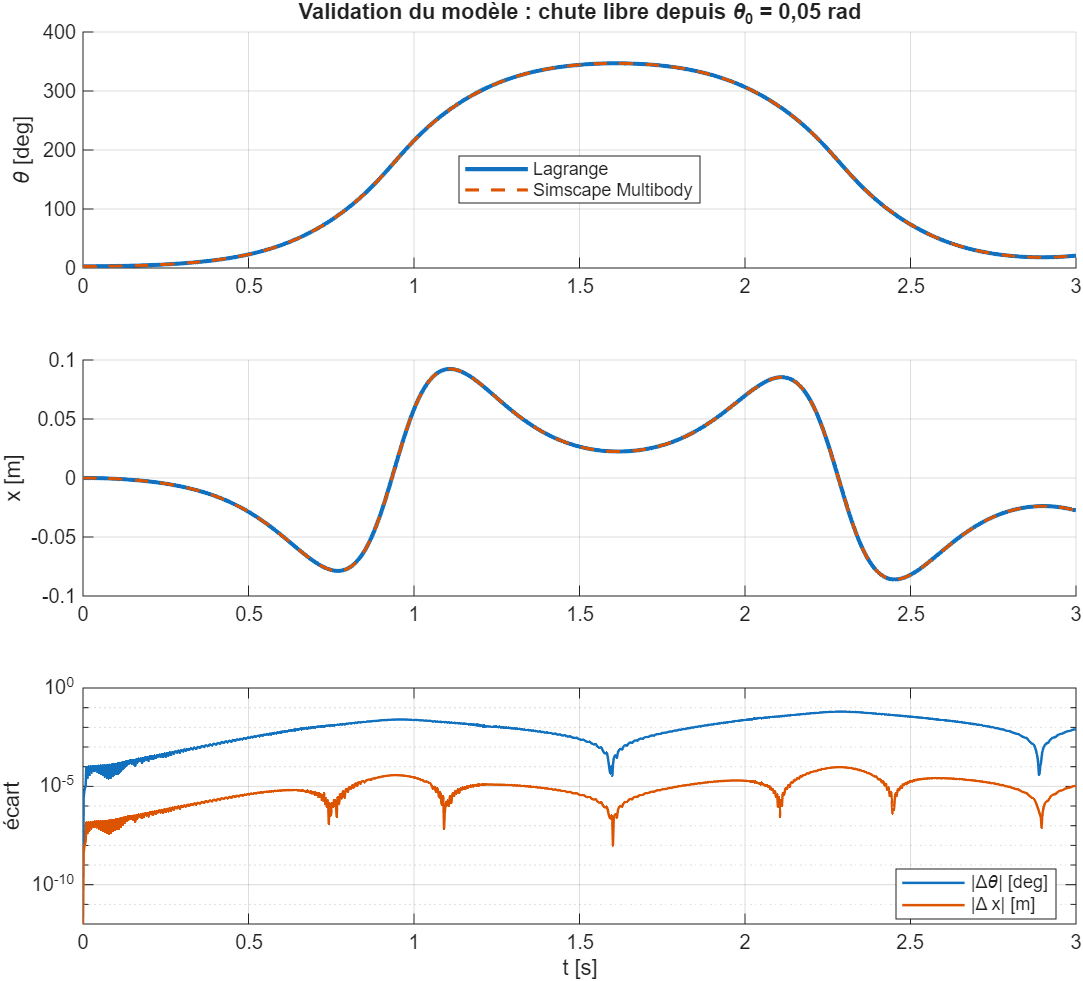 Validation du modèle : chute libre depuis θ₀ = 0,05 rad
400
300
200
100
0
θ [deg]
Lagrange
Simscape Multibody
0 0.5 1 1.5 2 2.5 3
0.1
0.05
0
-0.05
-0.1
x [m]
0 0.5 1 1.5 2 2.5 3
10⁰
10⁻⁵
10⁻¹⁰
écart
|Δθ| [deg]
|Δ x| [m]
0 0.5 1 1.5 2 2.5 3
t [s]